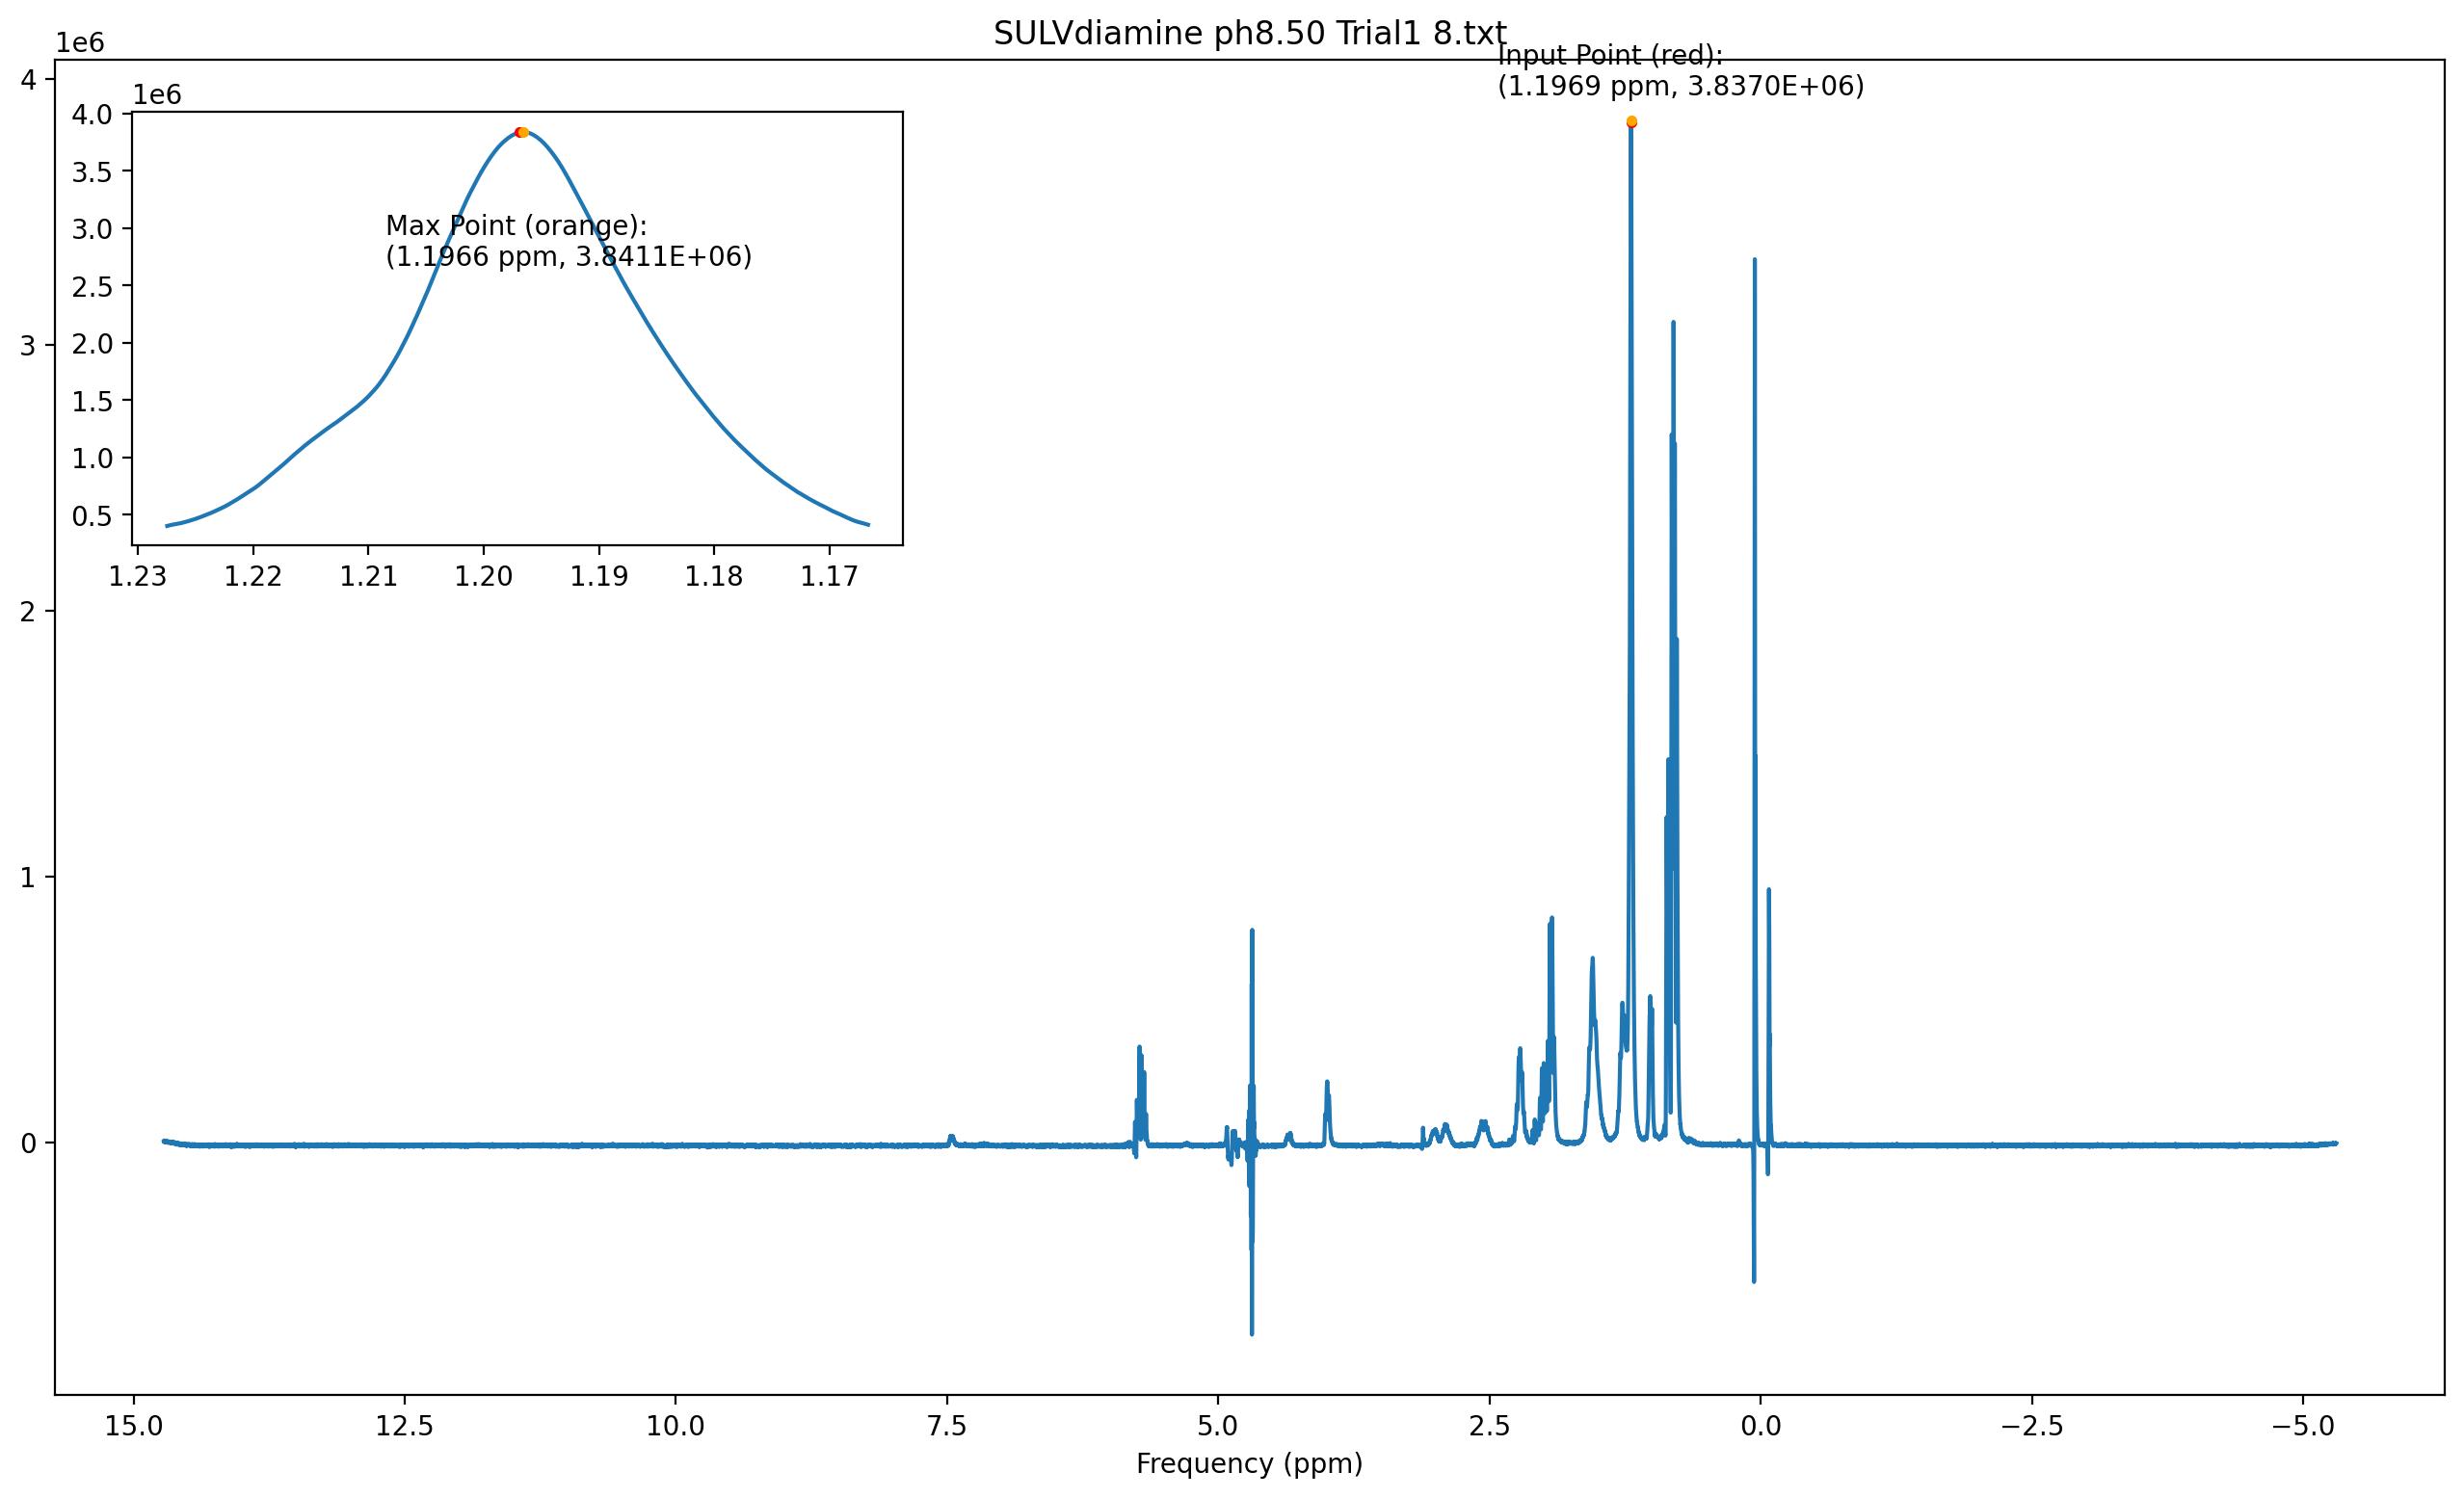 SULVdiamine ph8.50 Trial1 8.txt
1e6
Input Point (red):
(1.1969 ppm, 3.8370E+06)
4
3
2
1
0
1e6
4.0
3.5
3.0
2.5
2.0
1.5
1.0
0.5
Max Point (orange):
(1.1966 ppm, 3.8411E+06)
1.23 1.22 1.21 1.20 1.19 1.18 1.17
15.0 12.5 10.0 7.5 5.0 2.5 0.0 −2.5 −5.0
Frequency (ppm)